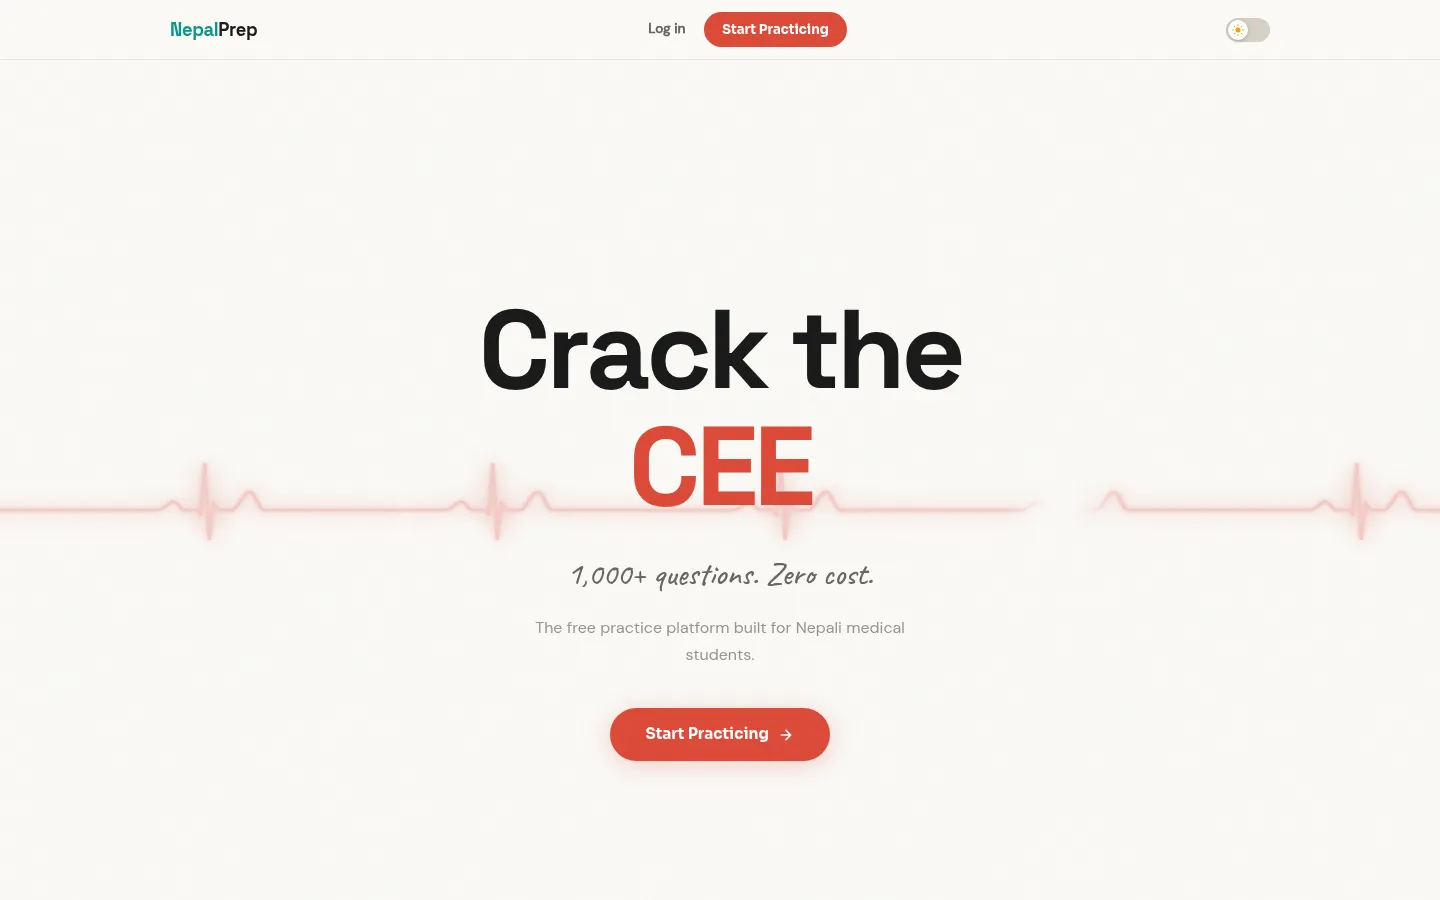 NepalPrep
Log in
Start Practicing
Crack the
CEE
1,000+ questions. Zero cost.
The free practice platform built for Nepali medical
students.
Start Practicing →